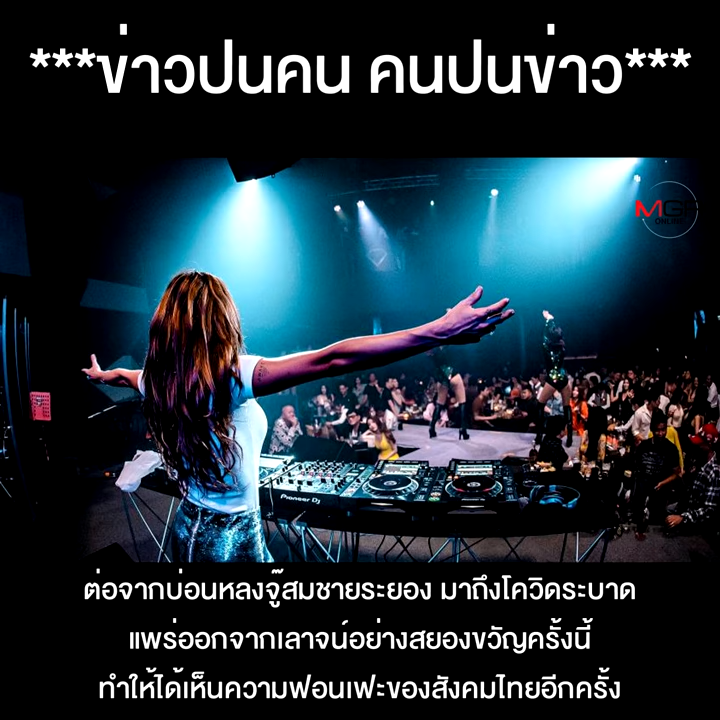 ***ข่าวปนคน คนปนข่าว***
MG
ONLINE
Pioneer Dj
ต่อจากบ่อนหลงจู๊สมชายระยอง มาถึงโควิดระบาด
แพร่ออกจากเลาจน์อย่างสยองขวัญครั้งนี้
ทำให้ได้เห็นความฟอนเฟะของสังคมไทยอีกครั้ง